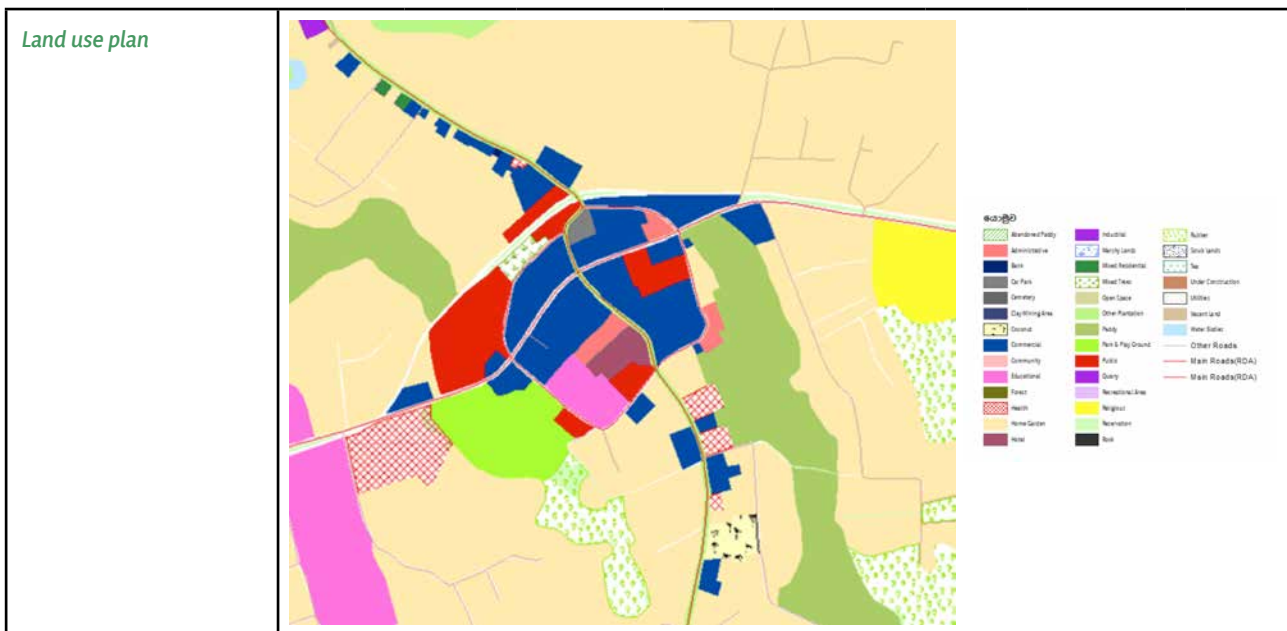 Land use plan
Abandoned Paddy
Administrative
Bank
Car Park
Cemetery
Clay Mining Area
Coconut
Commercial
Community
Educational
Forest
Health
Home Garden
Hotel
Industrial
Marshy Lands
Mixed Residential
Mixed Trees
Open Space
Other Plantation
Paddy
Park & Play Ground
Public
Quarry
Recreational Area
Religious
Reservation
Rock
Rubber
Scrub Lands
Tea
Under Construction
Utilities
Vacant Land
Water Bodies
Other Roads
Main Roads(RDA)
Main Roads(RDA)